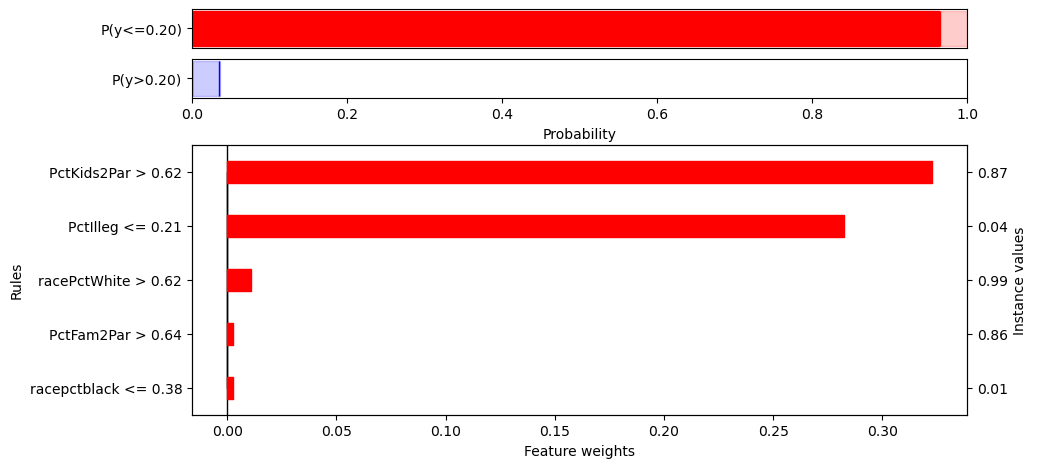 P(y<=0.20)
P(y>0.20)
0.0 0.2 0.4 0.6 0.8 1.0
Probability
PctKids2Par > 0.62 0.87
PctIlleg <= 0.21 0.04
racePctWhite > 0.62 0.99
PctFam2Par > 0.64 0.86
racepctblack <= 0.38 0.01
Rules
Instance values
0.00 0.05 0.10 0.15 0.20 0.25 0.30
Feature weights